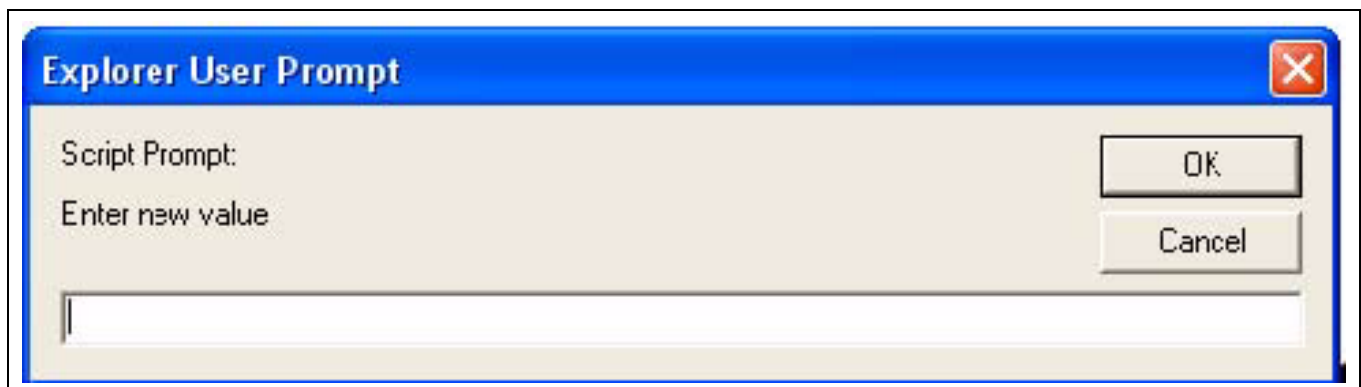 Explorer User Prompt
Script Prompt:
OK
Enter new value
Cancel